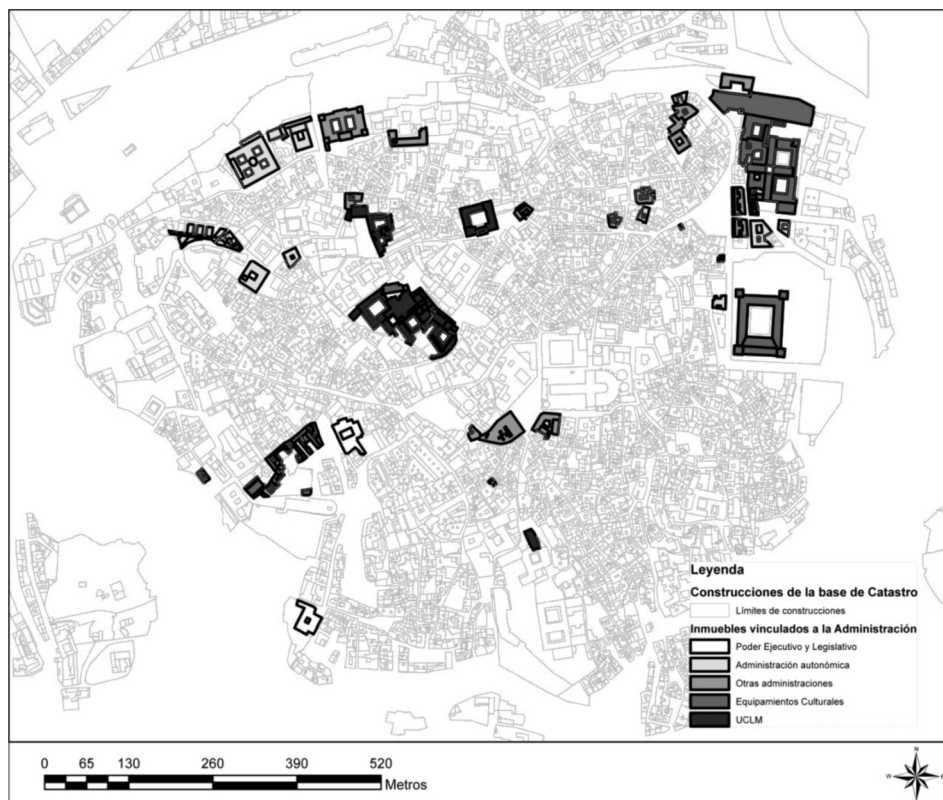 Leyenda
Construcciones de la base de Catastro
Límites de construcciones
Inmuebles vinculados a la Administración
Poder Ejecutivo y Legislativo
Administración autonómica
Otras administraciones
Equipamientos Culturales
UCLM
0 65 130 260 390 520
Metros
N
W E
S